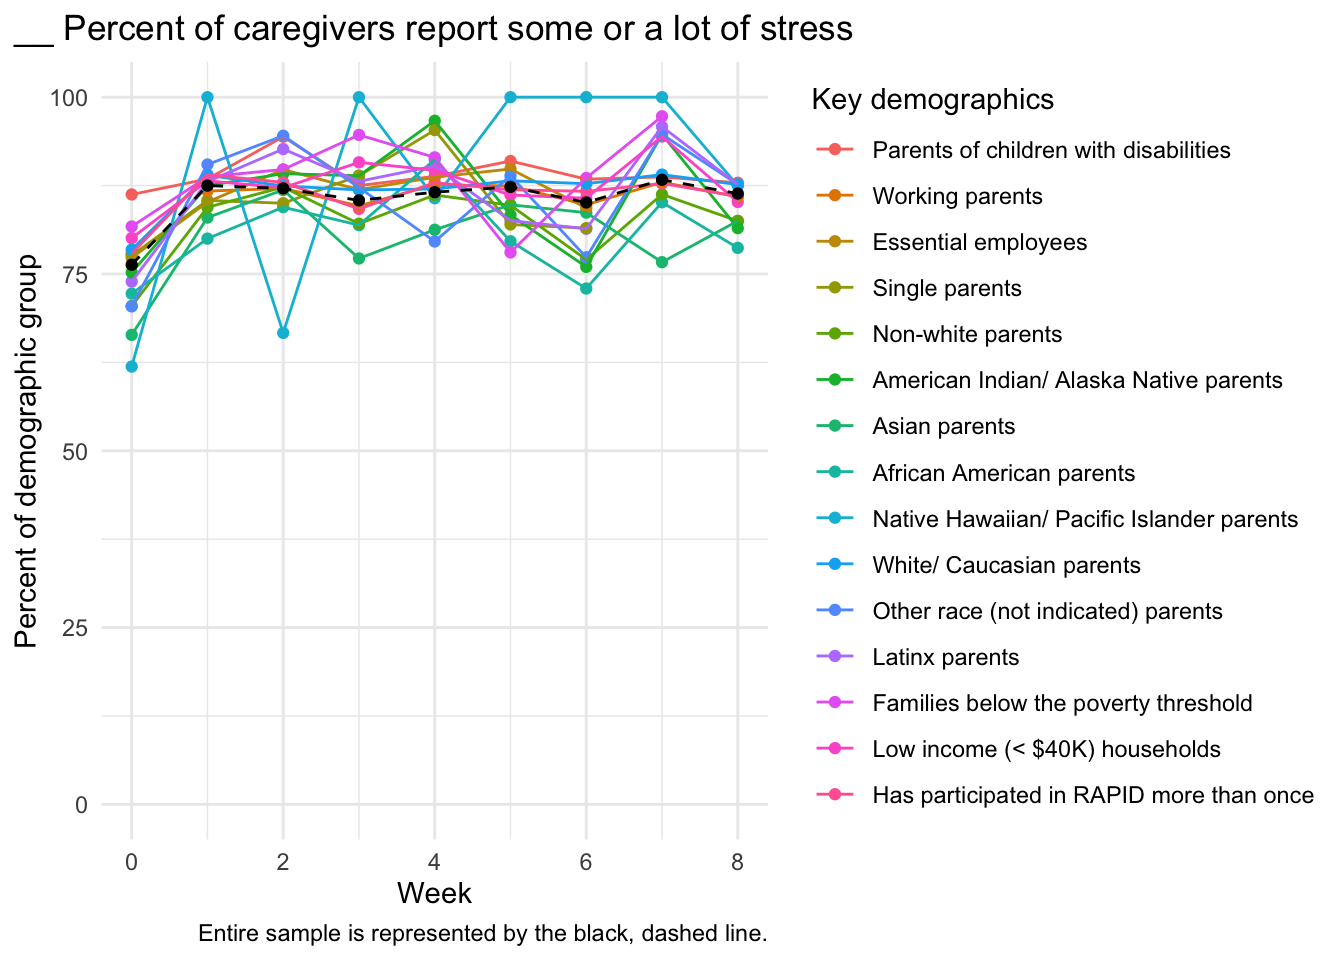 __ Percent of caregivers report some or a lot of stress
Percent of demographic group
100
75
50
25
0
0
2
4
6
8
Week
Entire sample is represented by the black, dashed line.
Key demographics
Parents of children with disabilities
Working parents
Essential employees
Single parents
Non-white parents
American Indian/ Alaska Native parents
Asian parents
African American parents
Native Hawaiian/ Pacific Islander parents
White/ Caucasian parents
Other race (not indicated) parents
Latinx parents
Families below the poverty threshold
Low income (< $40K) households
Has participated in RAPID more than once